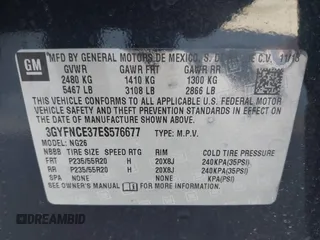 GM
MFD BY GENERAL MOTORS DE MEXICO, S. 11/13
GVWR GAWR FRT GAWR RR
2480 KG 1410 KG 1300 KG
5467 LB 3108 LB 2866 LB
THIS VEHICLE CONFORMS TO ALL APPLICABLE U.S. FEDERAL MOTOR VEHICLE SAFETY AND THEFT PREVENTION STANDARDS IN EFFECT ON THE DATE OF MANUFACTURE SHOWN ABOVE.
3GYFNCE37ES576677 TYPE: M.P.V.
MODEL: NG26
NBBB TIRE SIZE SPEED RTG RIM COLD TIRE PRESSURE
FRT P235/55R20 H 20X8J 240KPA(35PSI)
RR P235/55R20 H 20X8J 240KPA(35PSI)
SPA NONE NONE KPA(PSI)
SEE OWNER'S MANUAL
DREAMBID